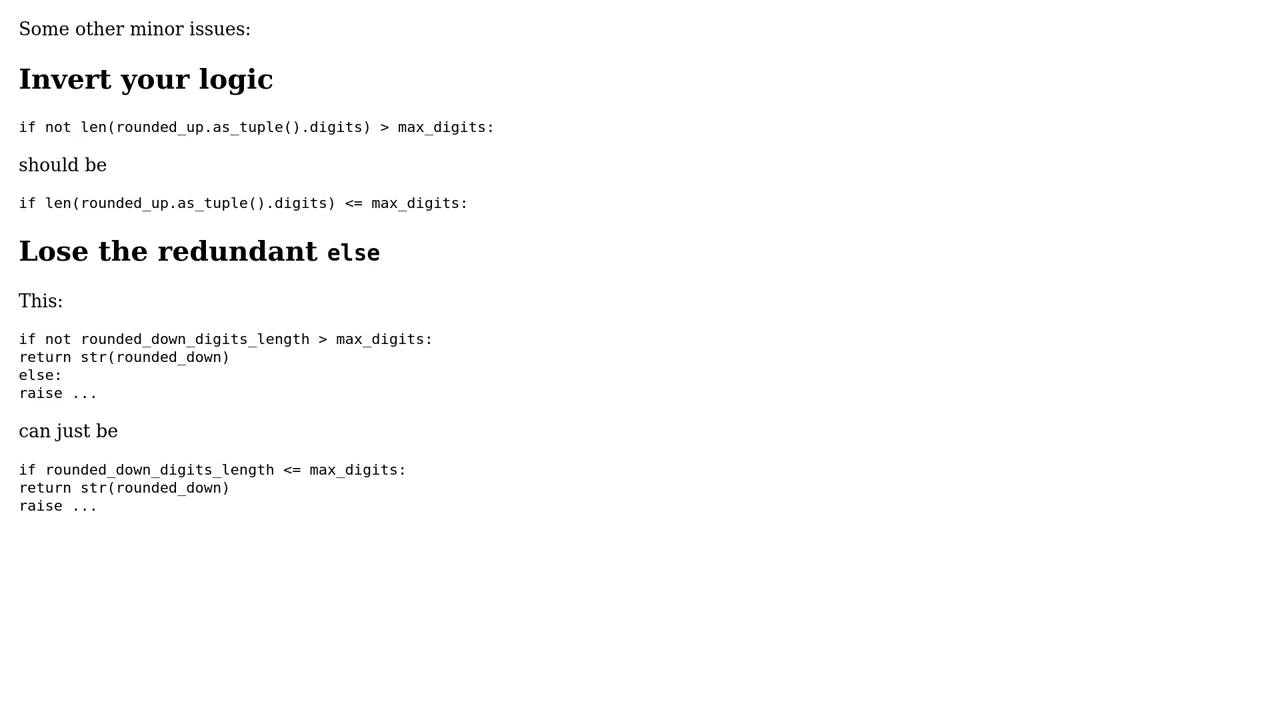 Some other minor issues:
Invert your logic
if not len(rounded_up.as_tuple().digits) > max_digits:
should be
if len(rounded_up.as_tuple().digits) <= max_digits:
Lose the redundant else
This:
if not rounded_down_digits_length > max_digits:
return str(rounded_down)
else:
raise ...
can just be
if rounded_down_digits_length <= max_digits:
return str(rounded_down)
raise ...